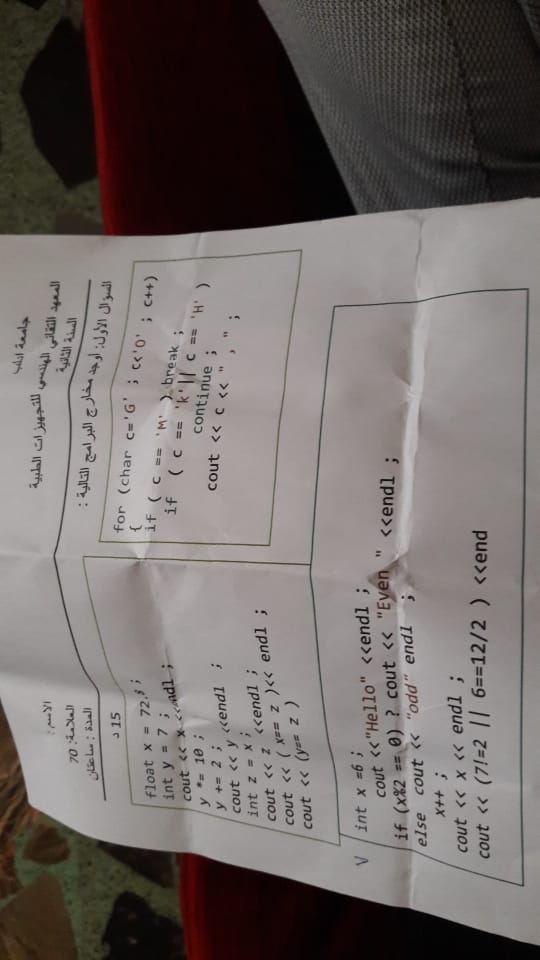 جامعة ادلب
المعهد التقاني الهندسي للتجهيزات الطبية
السنة الثانية
الاسم :
العلامة: 70
المدة : ساعتان
السؤال الأول: أوجد مخارج البرامج التالية :
15 د
for (char c='G' ; c<'O' ; c++)
{
if ( c == 'M' ) break ;
if ( c == 'k' || c == 'H' )
continue ;
cout << c << " , " ;
float x = 72. ;
int y = 7 ;
cout << x <<endl ;
y *= 10 ;
y += 2 ;
cout << y <<endl ;
int z = x ;
cout << z <<endl ;
cout << ( x== z )<< endl ;
cout << (y== z )
V
int x =6 ;
cout <<"Hello" <<endl ;
if (x%2 == 0) ? cout << "Even " <<endl ;
else cout << "odd" endl ;
x++ ;
cout << x << endl ;
cout << (7!=2 || 6==12/2 ) <<end